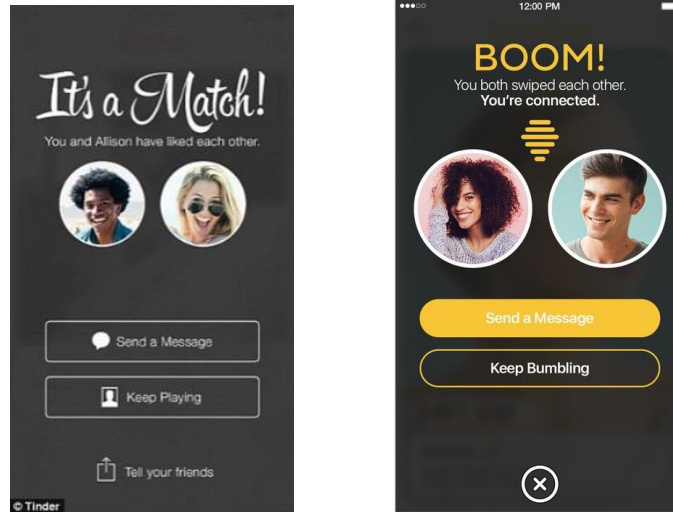 It's a Match!
You and Allison have liked each other.
Send a Message
Keep Playing
Tell your friends
© Tinder
12:00 PM
BOOM!
You both swiped each other.
You're connected.
Send a Message
Keep Bumbling